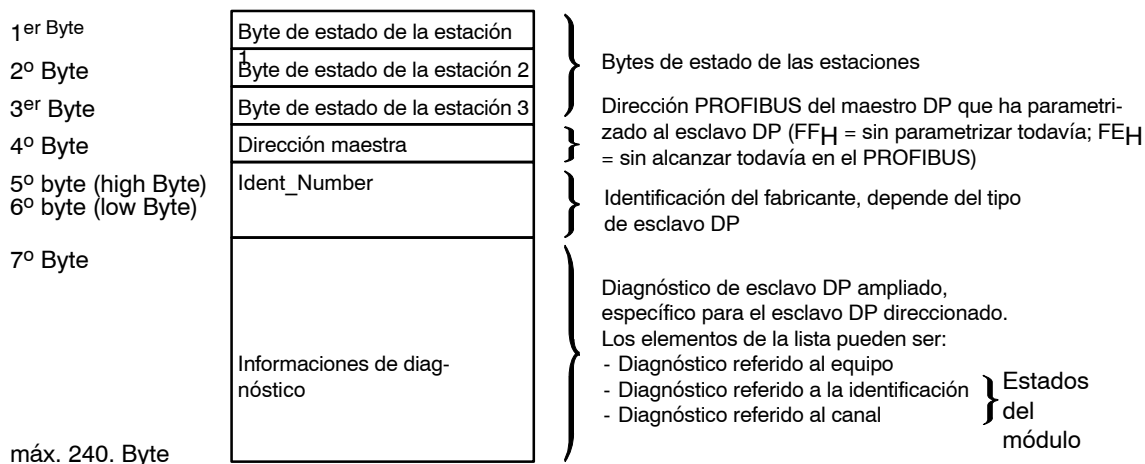 1er Byte
Byte de estado de la estación
1
2º Byte
Byte de estado de la estación 2
Bytes de estado de las estaciones
3er Byte
Byte de estado de la estación 3
4º Byte
Dirección maestra
Dirección PROFIBUS del maestro DP que ha parametri-
zado al esclavo DP (FFH = sin parametrizar todavía; FEH
= sin alcanzar todavía en el PROFIBUS)
5º byte (high Byte)
6º byte (low Byte)
Ident_Number
Identificación del fabricante, depende del tipo
de esclavo DP
7º Byte
Informaciones de diag-
nóstico
Diagnóstico de esclavo DP ampliado,
específico para el esclavo DP direccionado.
Los elementos de la lista pueden ser:
- Diagnóstico referido al equipo
- Diagnóstico referido a la identificación
- Diagnóstico referido al canal
Estados
del
módulo
máx. 240. Byte